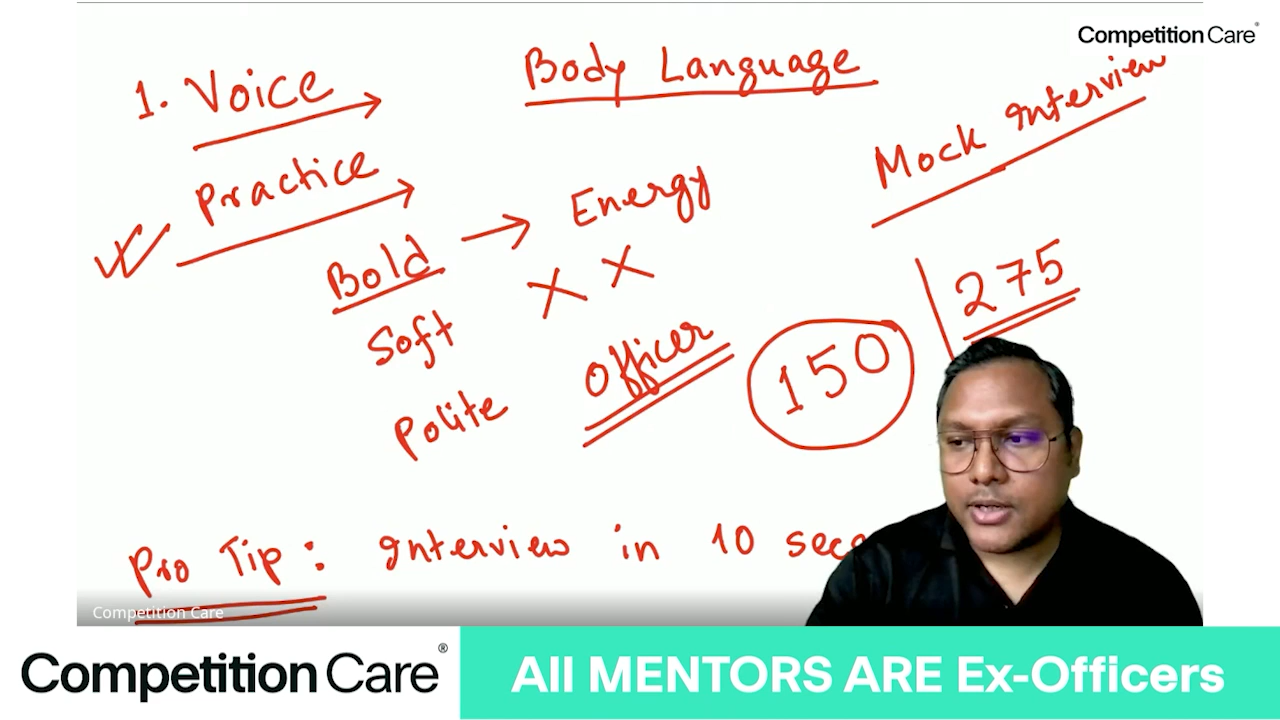 Competition Care
Body Language
1. Voice
Mock Interview
Practice
Bold → Energy
Soft
275
Polite
Officer
150
Pro Tip: Interview in 10
Competition Care
Competition Care®
All MENTORS ARE Ex-Officers